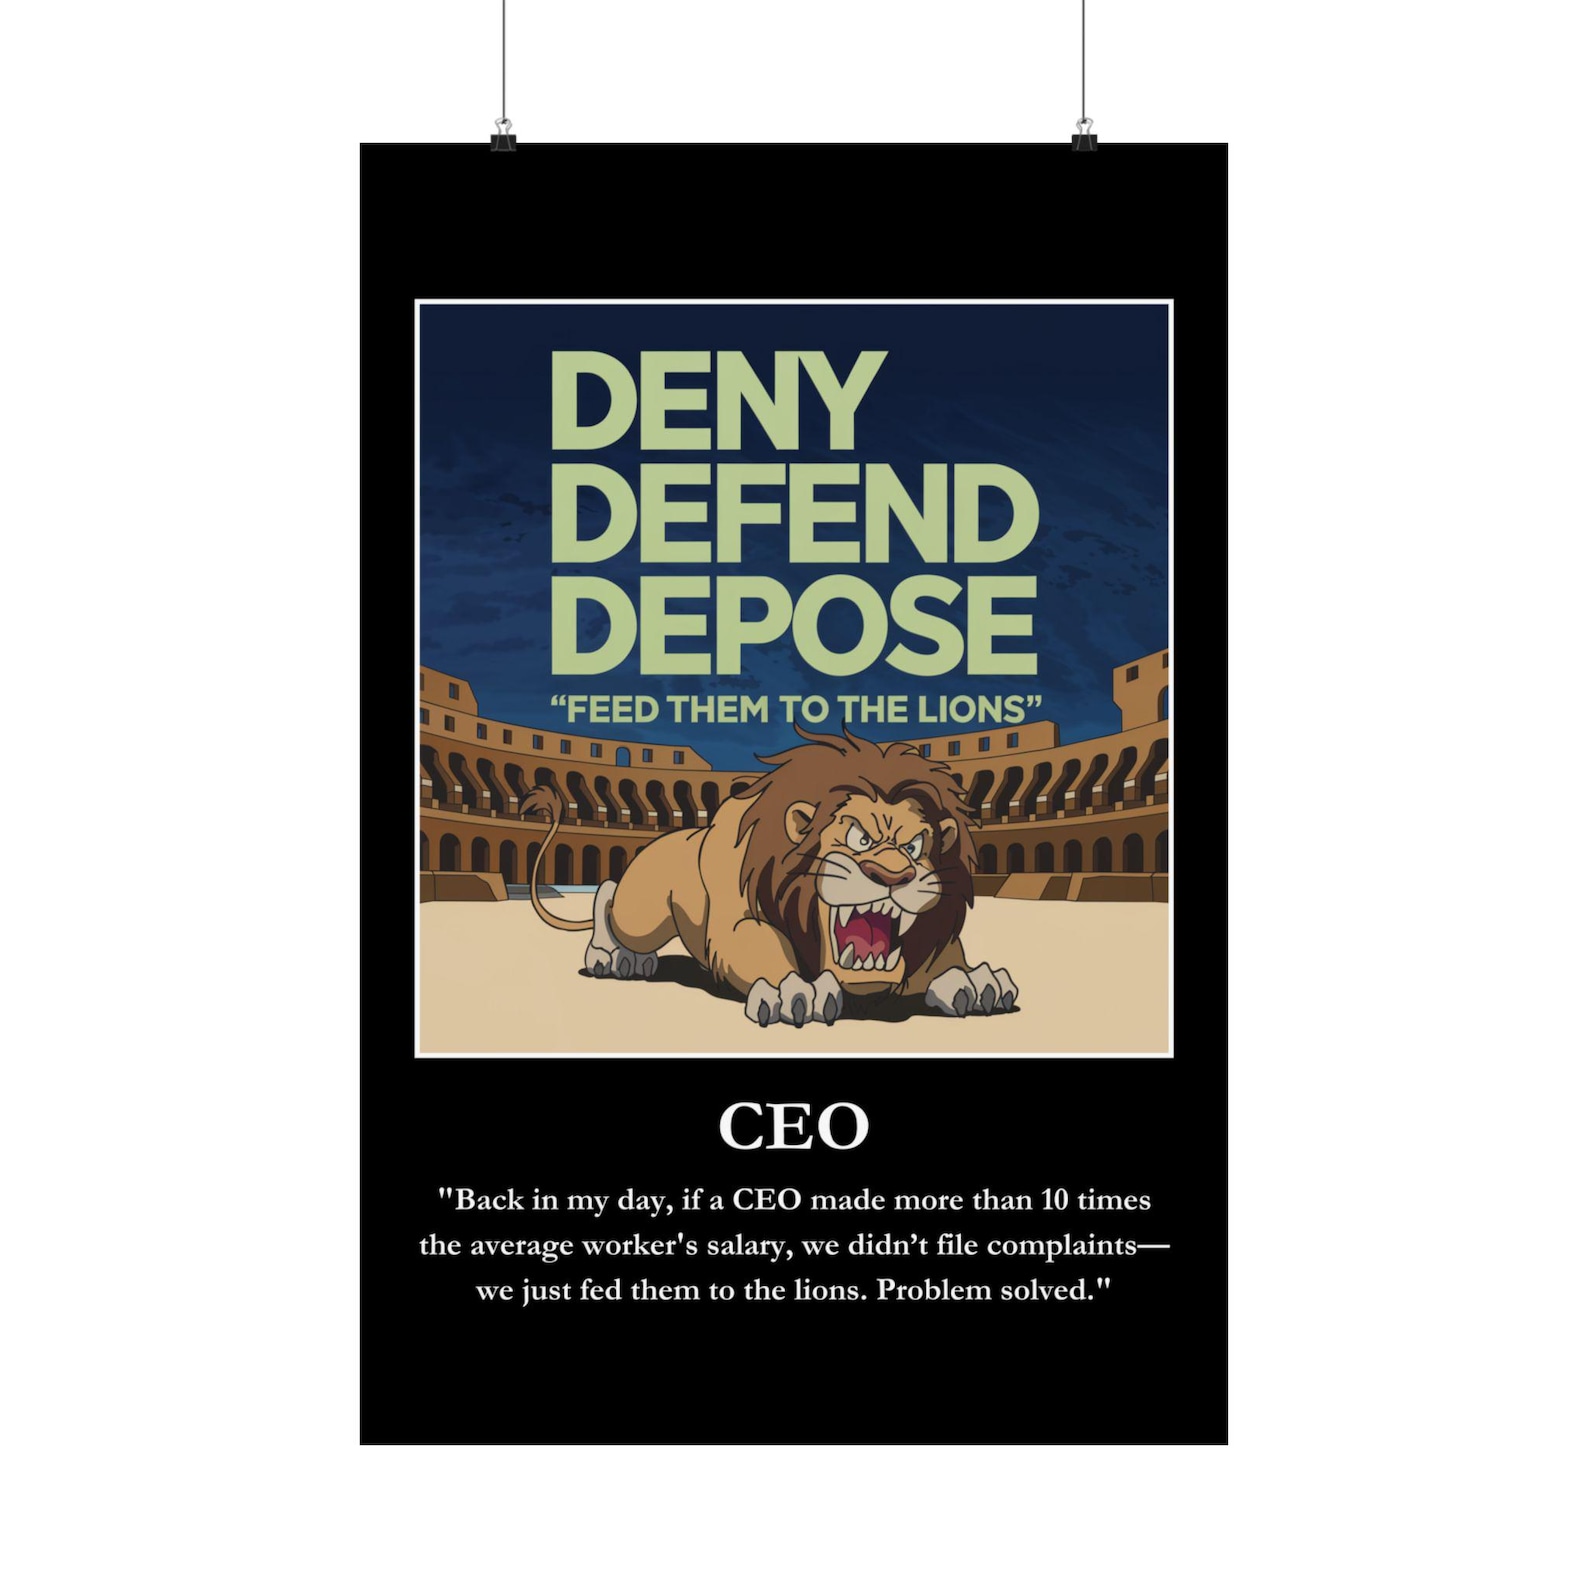 DENY
DEFEND
DEPOSE
“FEED THEM TO THE LIONS”
CEO
"Back in my day, if a CEO made more than 10 times
the average worker's salary, we didn’t file complaints—
we just fed them to the lions. Problem solved."